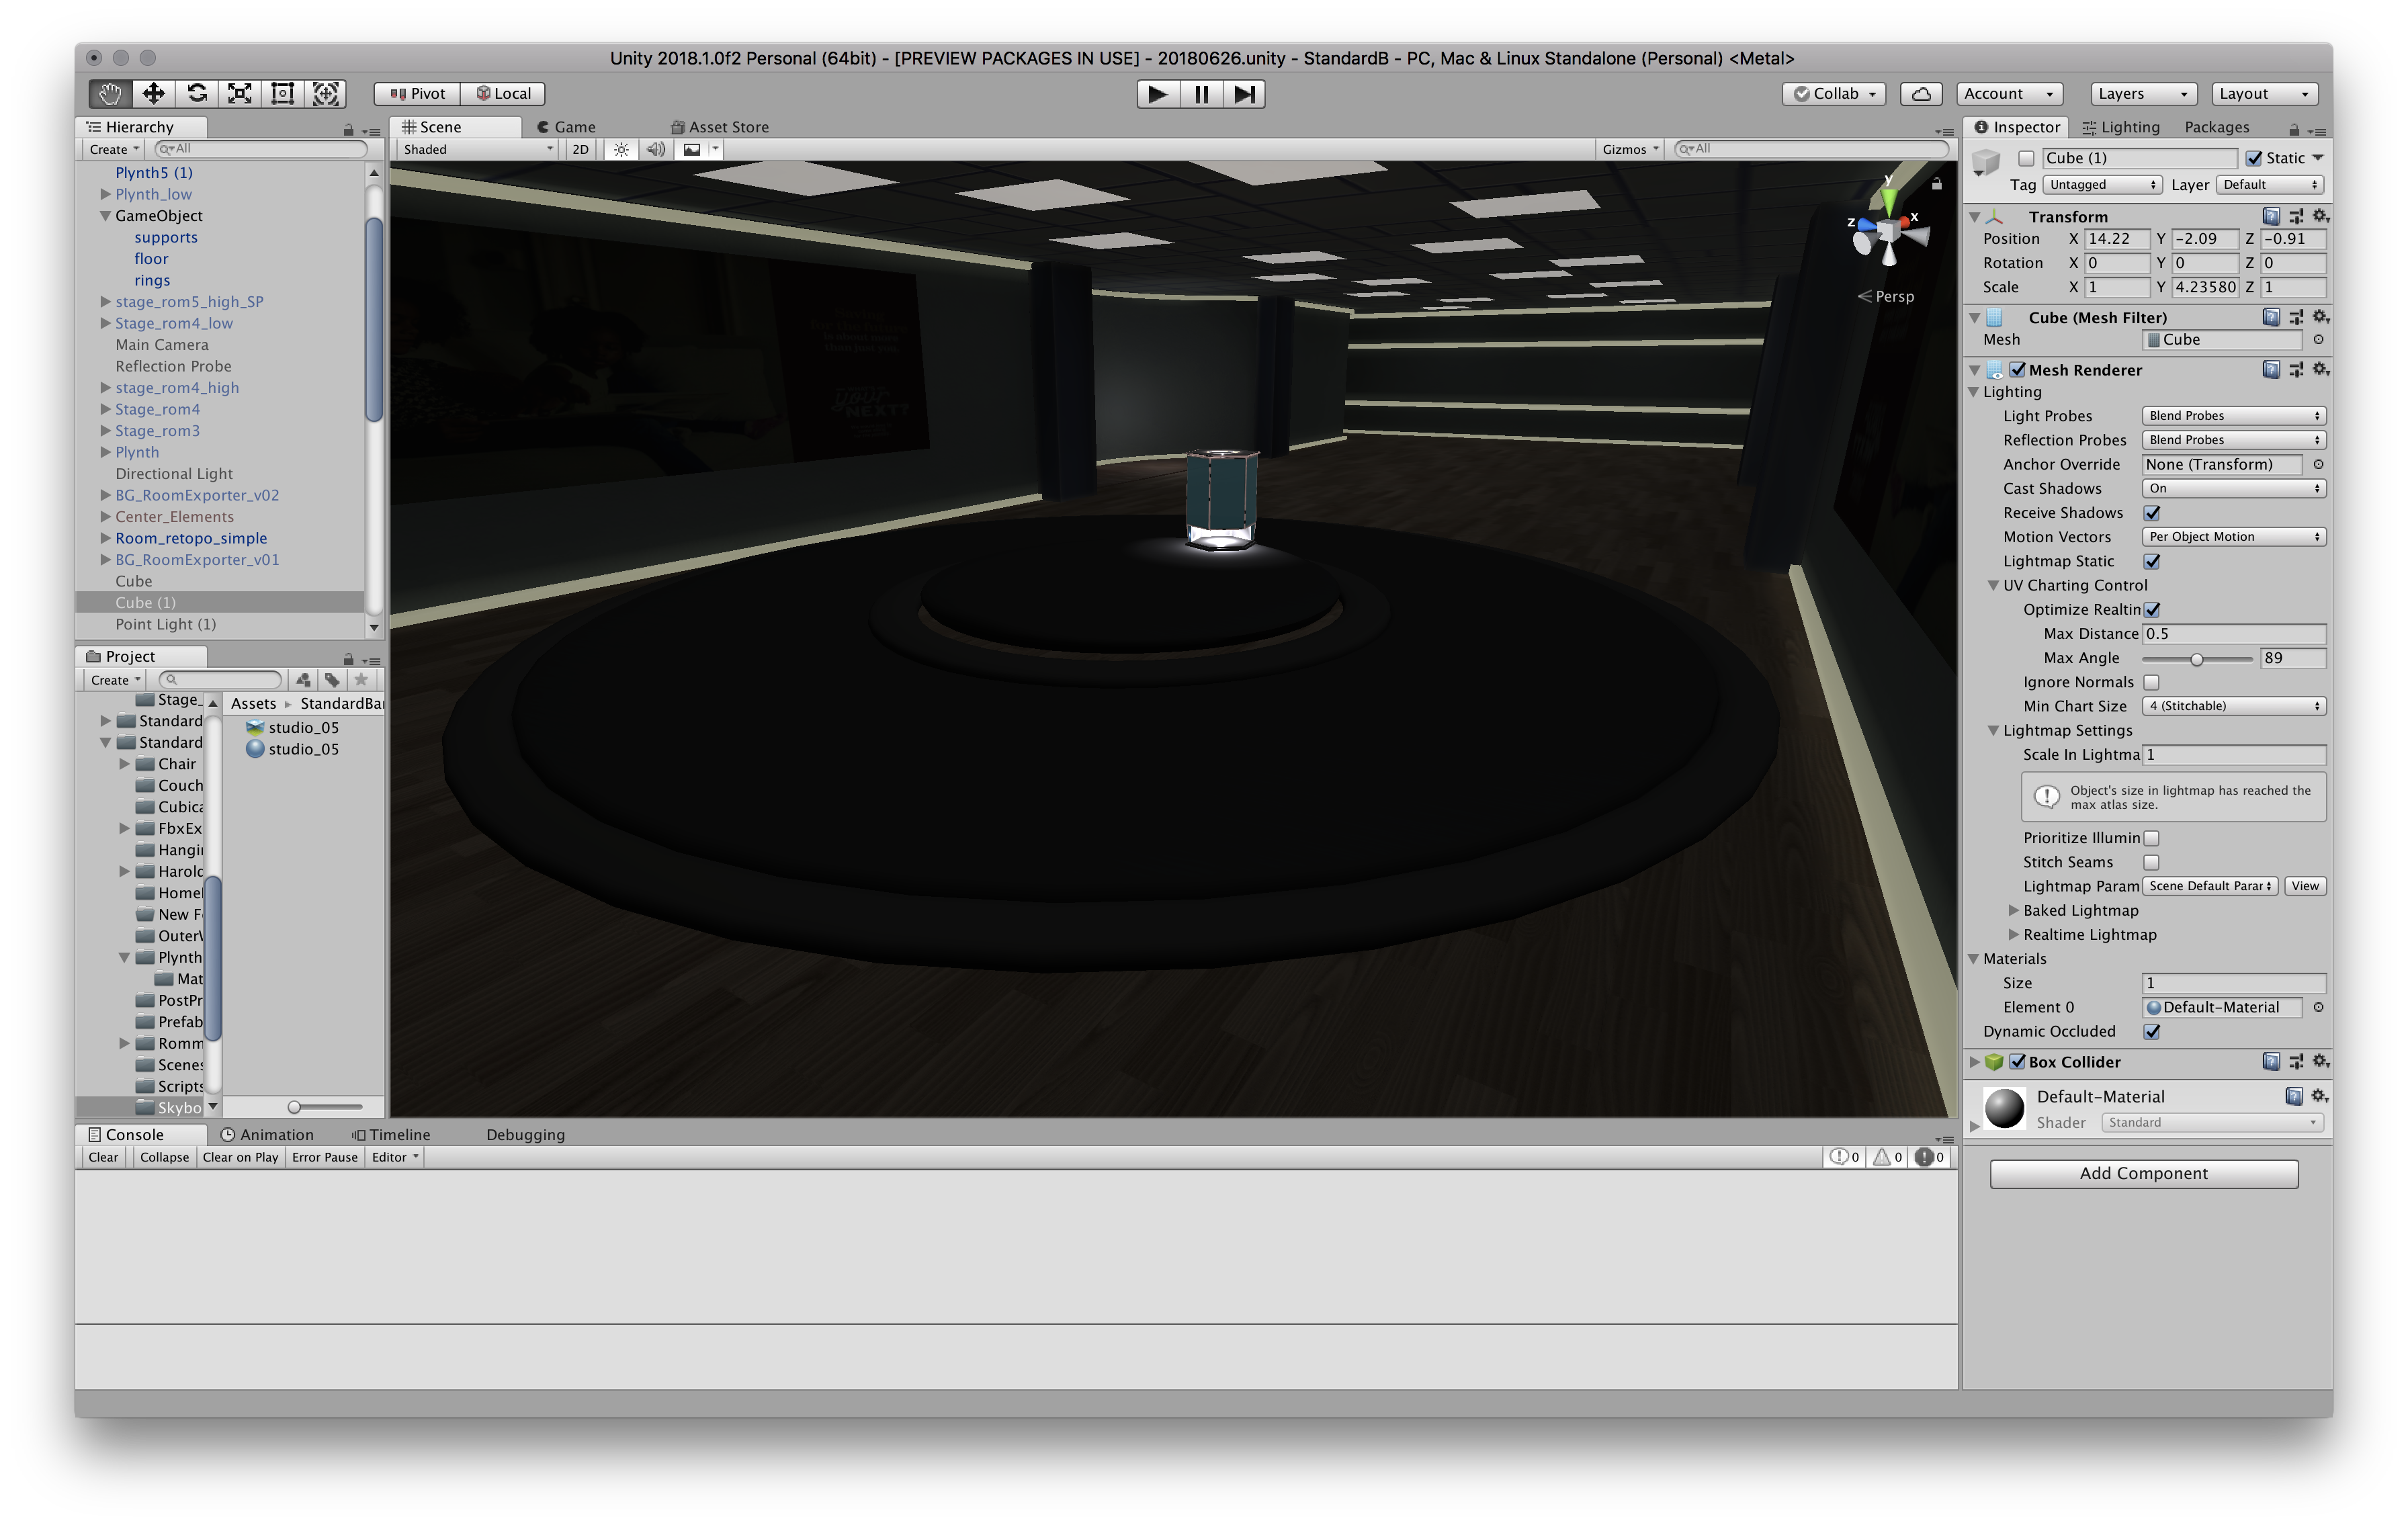 Unity 2018.1.0f2 Personal (64bit) - [PREVIEW PACKAGES IN USE] - 20180626.unity - StandardB - PC, Mac & Linux Standalone (Personal) <Metal>
Pivot Local Collab Account Layers Layout
Hierarchy
Create All
Plynth5 (1)
Plynth_low
GameObject
supports
floor
rings
stage_rom5_high_SP
Stage_rom4_low
Main Camera
Reflection Probe
stage_rom4_high
Stage_rom4
Stage_rom3
Plynth
Directional Light
BG_RoomExporter_v02
Center_Elements
Room_retopo_simple
BG_RoomExporter_v01
Cube
Cube (1)
Point Light (1)
Project
Create
Stage_
Standard
Standard
Chair
Couch
Cubica
FbxEx
Hangi
Harold
Home
New F
Outer
Plynth
Mat
PostPr
Prefab
Romm
Scenes
Scripts
Skybo
Assets StandardBa
studio_05
studio_05
Scene Game Asset Store
Shaded 2D Gizmos All
y
x
z
Persp
your
NEXT?
Console Animation Timeline Debugging
Clear Collapse Clear on Play Error Pause Editor 0 0 0
Inspector Lighting Packages
Cube (1) Static
Tag Untagged Layer Default
Transform
Position X 14.22 Y -2.09 Z -0.91
Rotation X 0 Y 0 Z 0
Scale X 1 Y 4.23580 Z 1
Cube (Mesh Filter)
Mesh Cube
Mesh Renderer
Lighting
Light Probes Blend Probes
Reflection Probes Blend Probes
Anchor Override None (Transform)
Cast Shadows On
Receive Shadows
Motion Vectors Per Object Motion
Lightmap Static
UV Charting Control
Optimize Realtin
Max Distance 0.5
Max Angle 89
Ignore Normals
Min Chart Size 4 (Stitchable)
Lightmap Settings
Scale In Lightma 1
Object's size in lightmap has reached the
max atlas size.
Prioritize Illumin
Stitch Seams
Lightmap Param Scene Default Parar View
Baked Lightmap
Realtime Lightmap
Materials
Size 1
Element 0 Default-Material
Dynamic Occluded
Box Collider
Default-Material
Shader Standard
Add Component